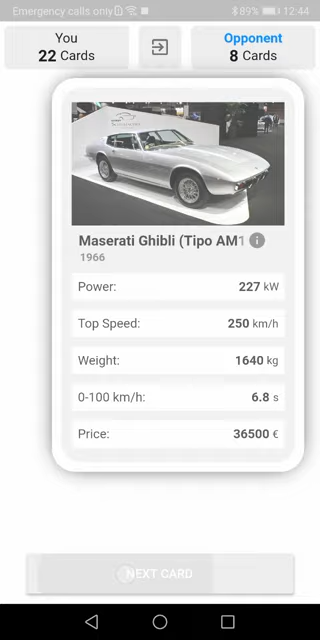 Emergency calls only 89% 12:44
You
22 Cards
Opponent
8 Cards
Maserati Ghibli (Tipo AM1
1966
Power: 227 kW
Top Speed: 250 km/h
Weight: 1640 kg
0-100 km/h: 6.8 s
Price: 36500 €
NEXT CARD